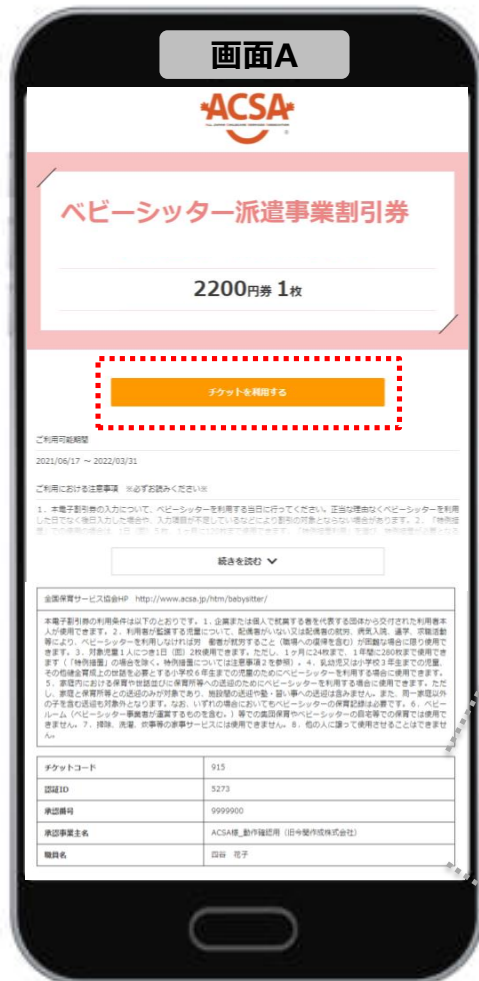 画面A
ACSA
ベビーシッター派遣事業割引券
2200円券 1枚
チケットを利用する
ご利用可能期間
2021/06/17 ～ 2022/03/31
ご利用における注意事項 ※必ずお読みください※
1．本電子割引券の入力について、ベビーシッターを利用する当日に行ってください。正当な理由なくベビーシッターを利用
した日でなく後日入力した場合や、入力項目が不足しているなどにより割引の対象とならない場合があります。2．「特例措
続きを読む
全国保育サービス協会HP http://www.acsa.jp/htm/babysitter/
本電子割引券の利用条件は以下のとおりです。1．企業または個人で就業する者を代表する団体から交付された利用者本
人が使用できます。2．利用者が監護する児童について、配偶者がいない又は配偶者の就労、病気入院、通学、求職活動
等により、ベビーシッターを利用しなければ労 働者が就労すること（職場への復帰を含む）が困難な場合に限り使用で
きます。3．対象児童1人につき1日（回）2枚使用できます。ただし、1ヶ月に24枚まで、1年間に280枚まで使用でき
ます（「特例措置」の場合を除く。特例措置については注意事項2を参照）。4．乳幼児又は小学校3年生までの児童、
その他健全育成上の世話を必要とする小学校6年生までの児童のためにベビーシッターを利用する場合に使用できます。
5．家庭内における保育や世話並びに保育所等への送迎のためにベビーシッターを利用する場合に使用できます。ただ
し、家庭と保育所等との送迎のみが対象であり、施設間の送迎や塾・習い事への送迎は含みません。また、同一家庭以外
の子を含む送迎も対象外となります。なお、いずれの場合においてもベビーシッターの保育記録は必要です。6．ベビー
ルーム（ベビーシッター事業者が運営するものを含む。）等での集団保育やベビーシッターの自宅等での保育では使用で
きません。7．掃除、洗濯、炊事等の家事サービスには使用できません。8．他の人に譲って使用させることはできませ
ん。
チケットコード 915
認証ID 5273
承認番号 9999900
承認事業主名 ACSA様_動作確認用（旧今関作成株式会社）
職員名 四谷 花子